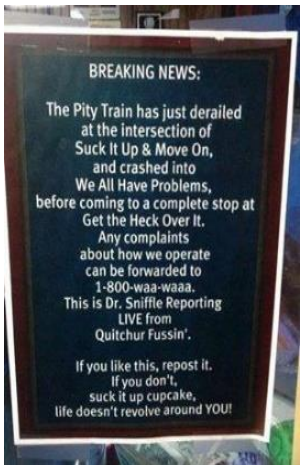 BREAKING NEWS:
The Pity Train has just derailed
at the intersection of
Suck It Up & Move On,
and crashed into
We All Have Problems,
before coming to a complete stop at
Get the Heck Over It.
Any complaints
about how we operate
can be forwarded to
1-800-waa-waaa.
This is Dr. Sniffle Reporting
LIVE from
Quitchur Fussin'.
If you like this, repost it.
If you don't,
suck it up cupcake,
life doesn't revolve around YOU!